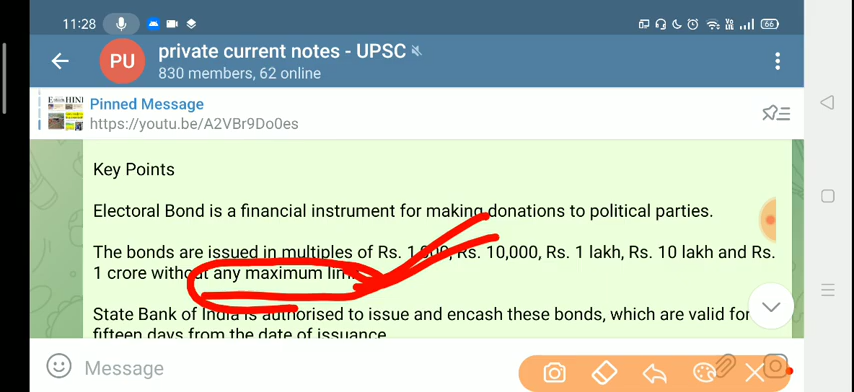 11:28
66
PU
private current notes - UPSC
830 members, 62 online
Pinned Message
https://youtu.be/A2VBr9Do0es
Key Points
Electoral Bond is a financial instrument for making donations to political parties.
The bonds are issued in multiples of Rs. 1,000, Rs. 10,000, Rs. 1 lakh, Rs. 10 lakh and Rs.
1 crore without any maximum limit.
State Bank of India is authorised to issue and encash these bonds, which are valid for
fifteen days from the date of issuance.
Message